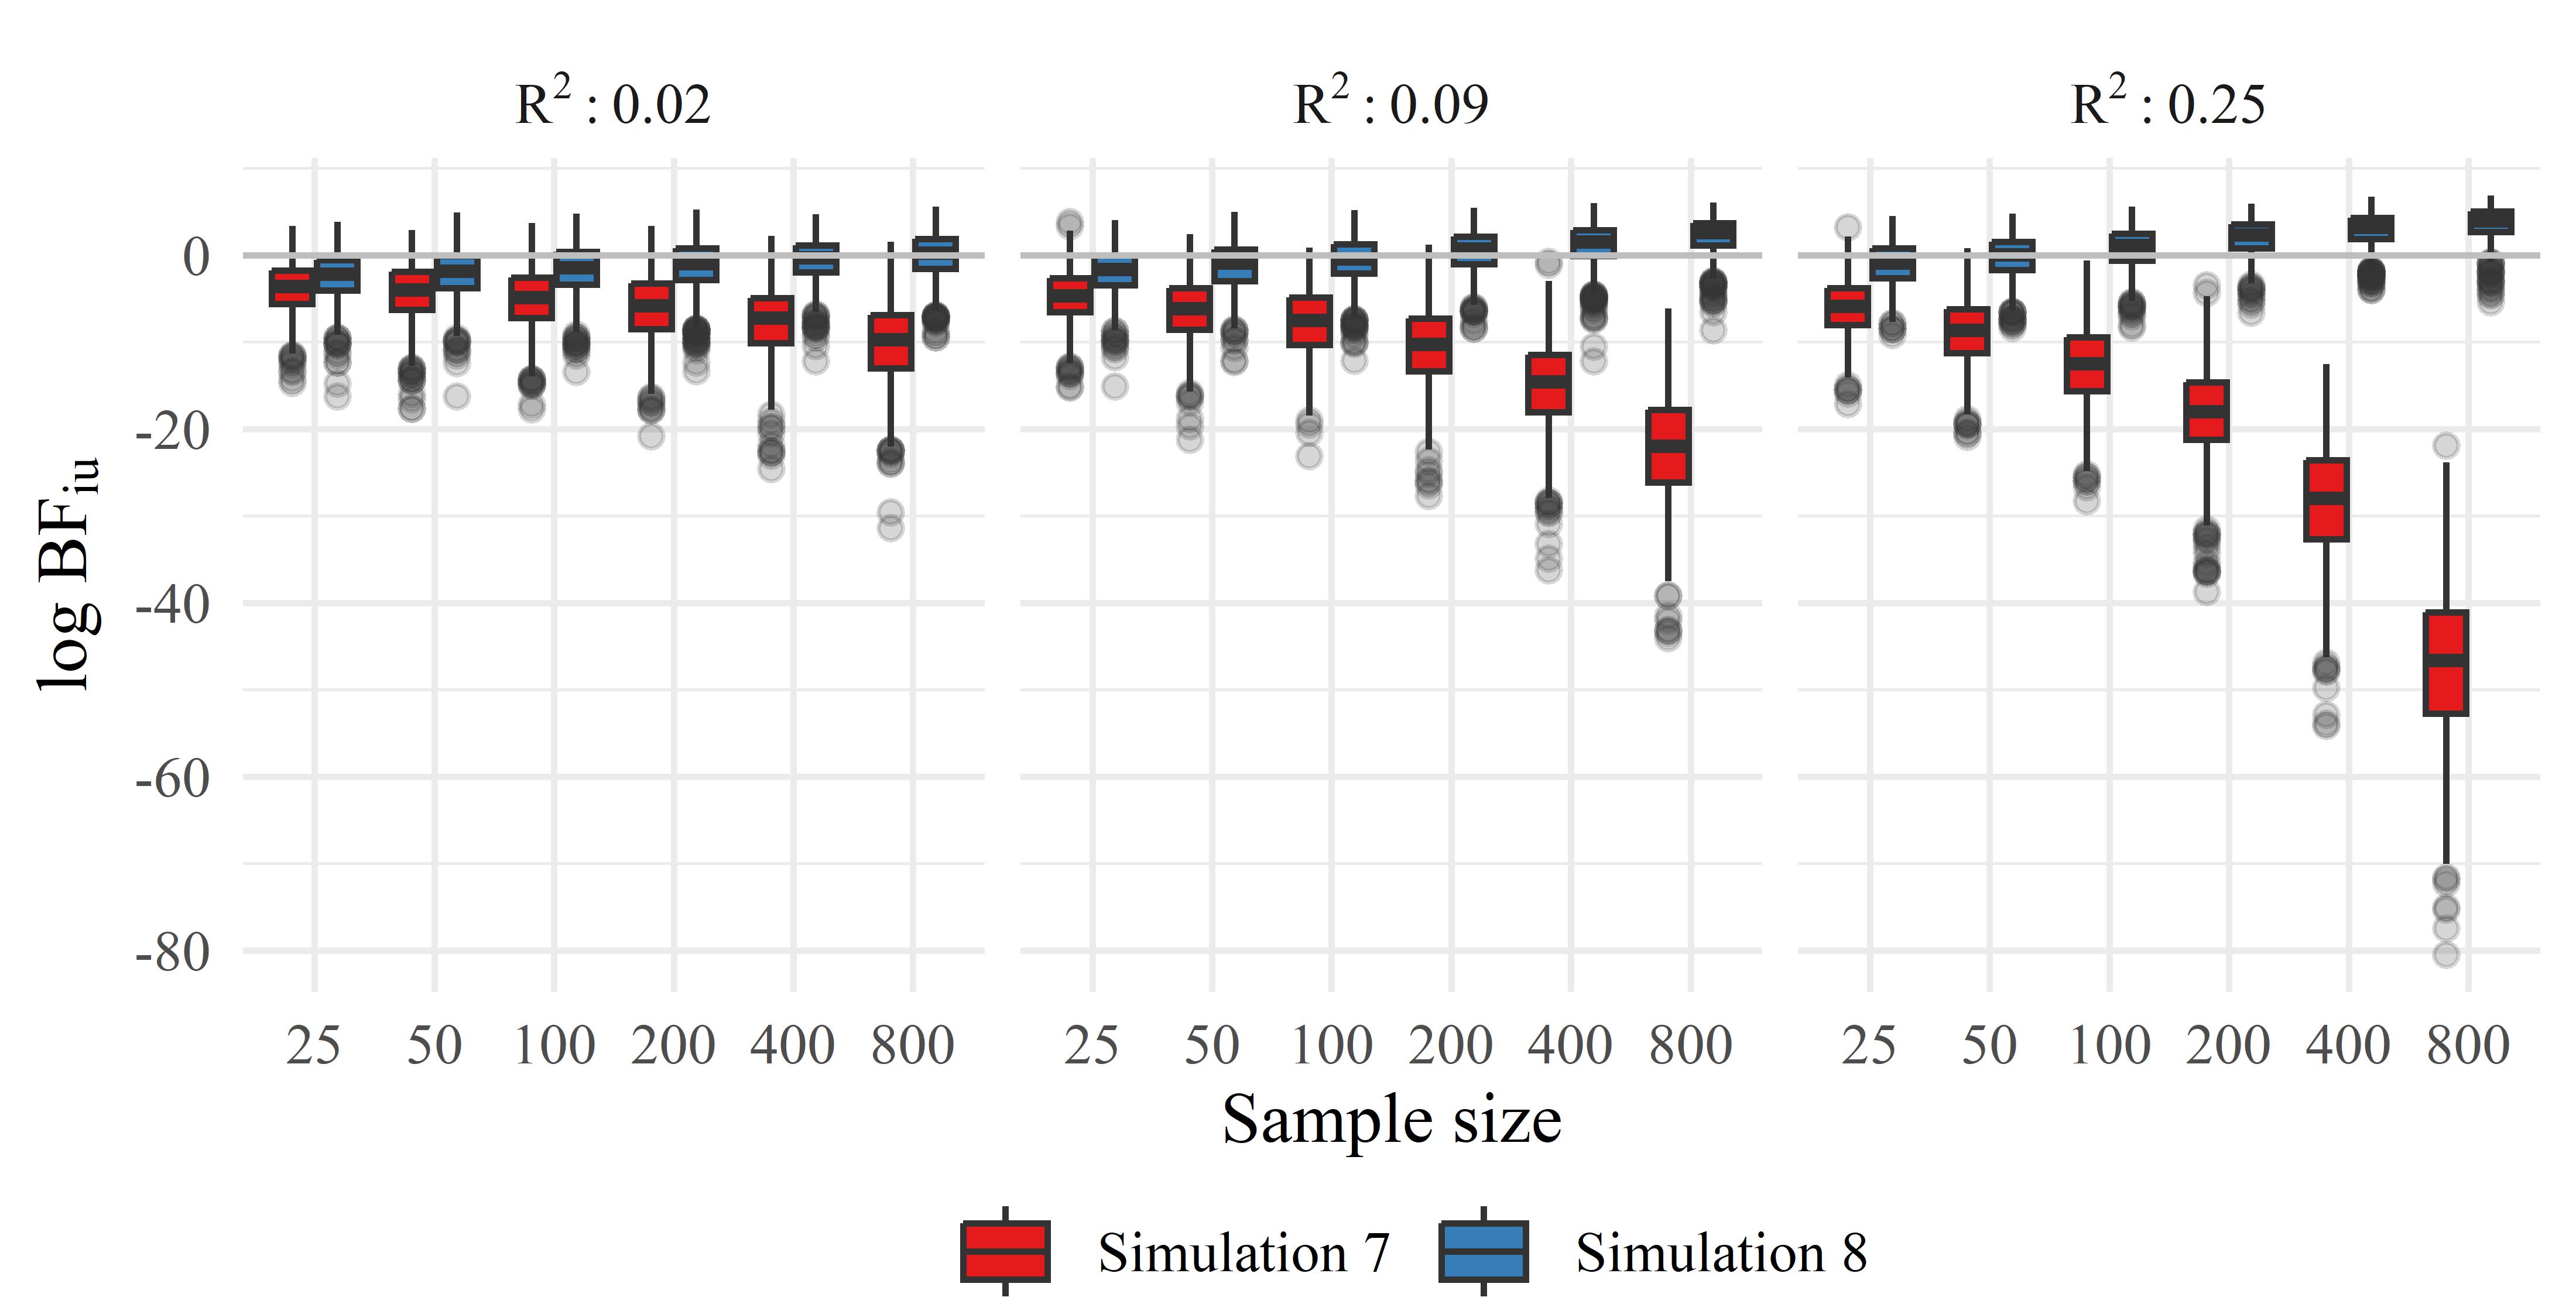 R² : 0.02 R² : 0.09 R² : 0.25
log BFiu
0
-20
-40
-60
-80
25 50 100 200 400 800 25 50 100 200 400 800 25 50 100 200 400 800
Sample size
Simulation 7 Simulation 8